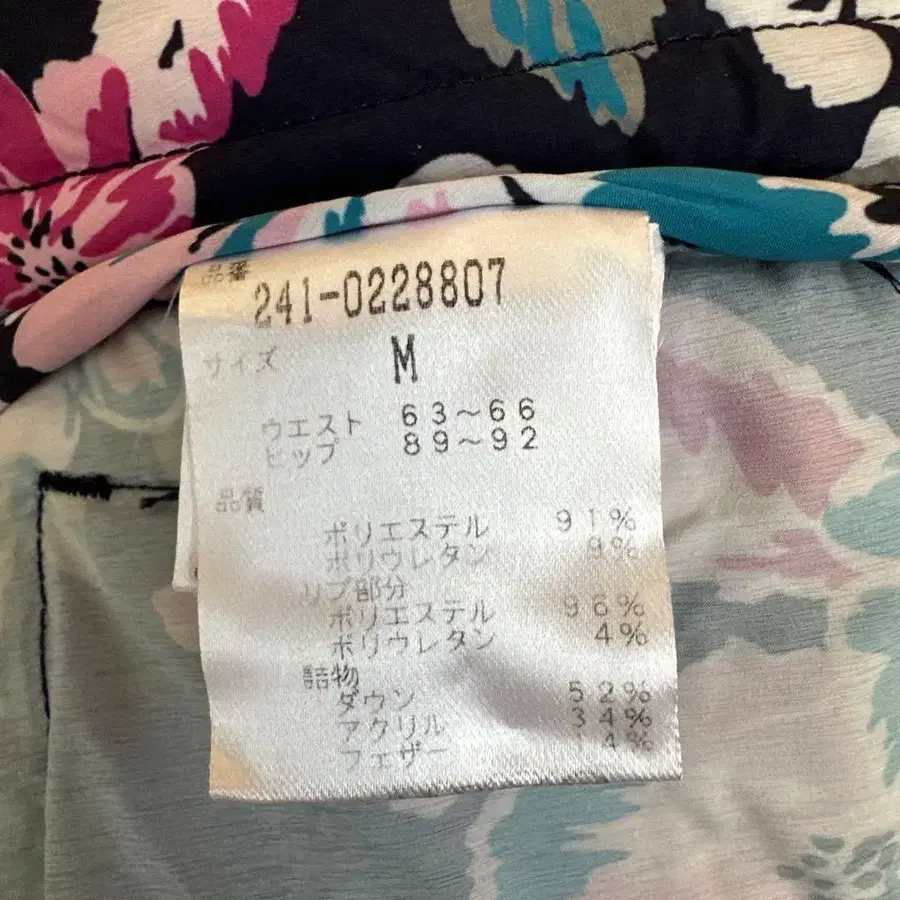 品番
241-0228807
サイズ M
ウエスト 63～66
ヒップ 89～92
品質
ポリエステル 91%
ポリウレタン 9%
リブ部分
ポリエステル 96%
ポリウレタン 4%
詰物
ダウン 52%
アクリル 34%
フェザー 14%